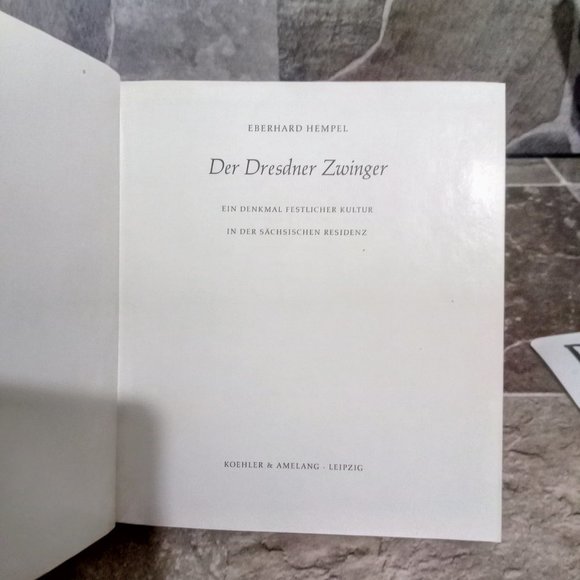 EBERHARD HEMPEL
Der Dresdner Zwinger
EIN DENKMAL FESTLICHER KULTUR
IN DER SÄCHSISCHEN RESIDENZ
KOEHLER & AMELANG · LEIPZIG